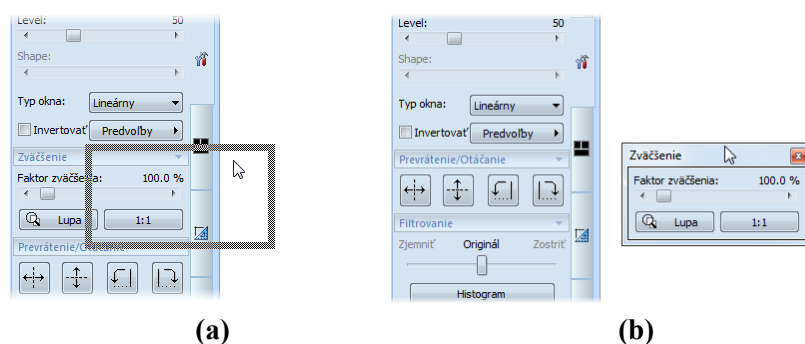 Level: 50
Shape:
Typ okna: Lineárny
Invertovať Predvoľby
Zväčšenie
Faktor zväčšenia: 100.0 %
Lupa 1:1
Prevrátenie/Otáčanie
(a)
Level: 50
Shape:
Typ okna: Lineárny
Invertovať Predvoľby
Prevrátenie/Otáčanie
Filtrovanie
Zjemniť Originál Zostriť
Histogram
Zväčšenie
Faktor zväčšenia: 100.0 %
Lupa 1:1
(b)